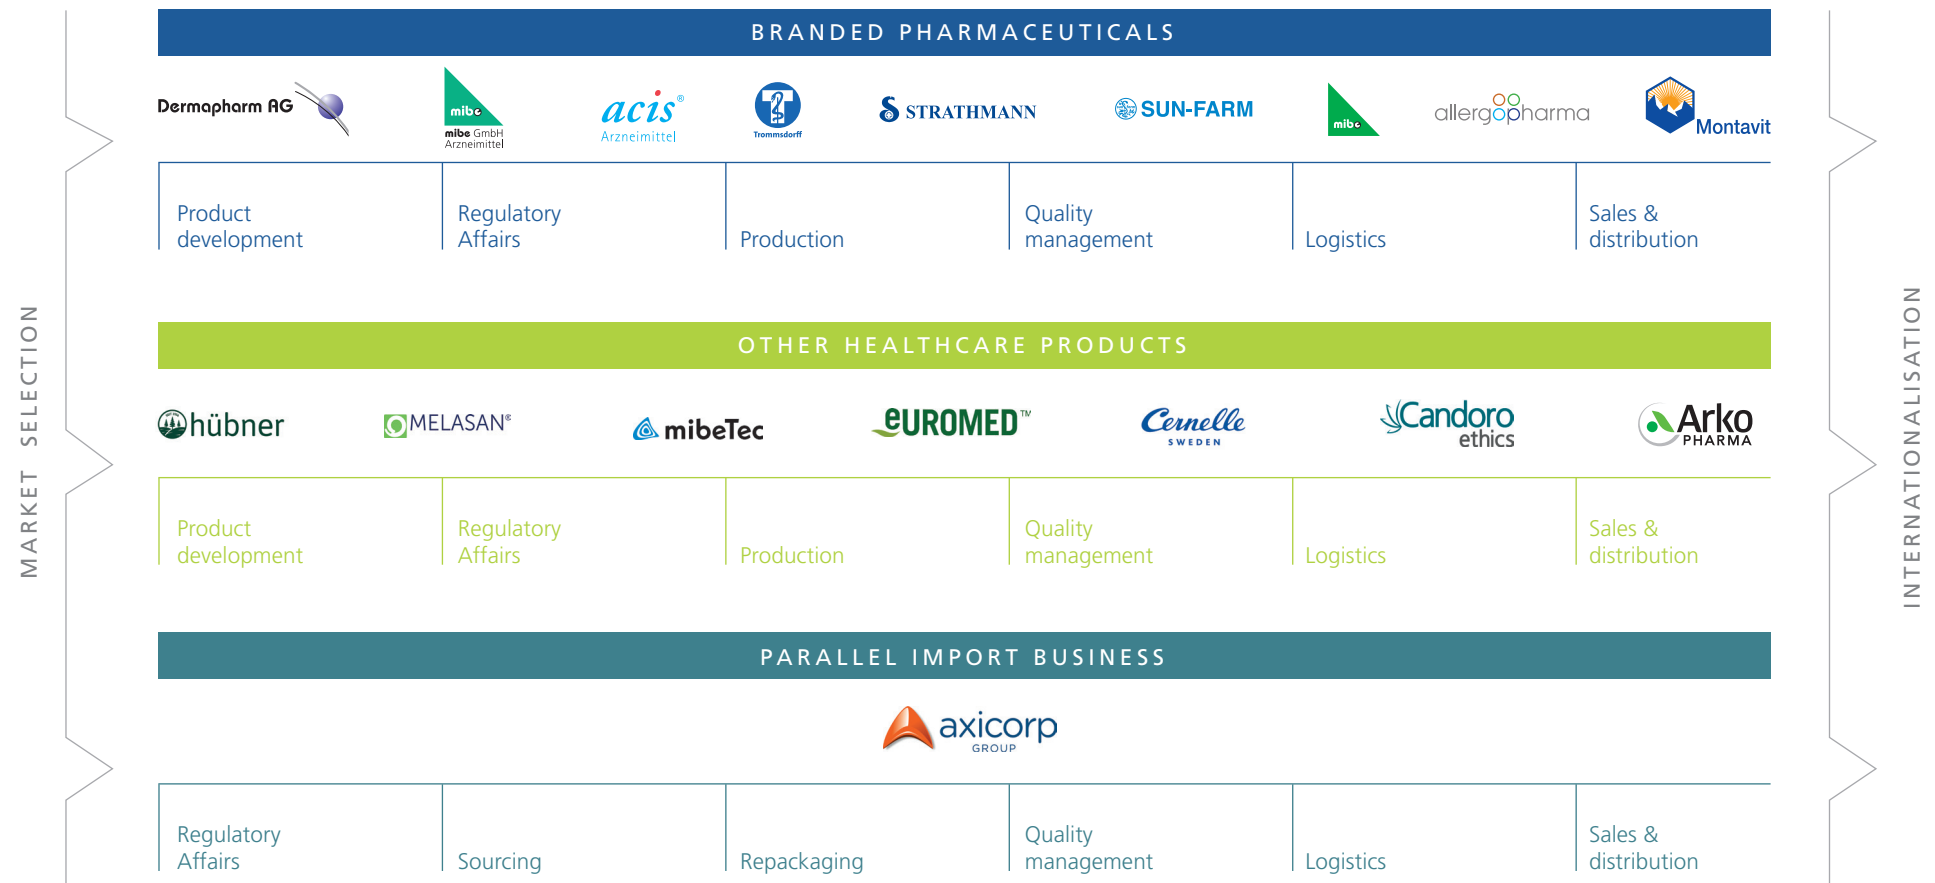 BRANDED PHARMACEUTICALS
Dermapharm AG
mibe
mibe GmbH
Arzneimittel
acis®
Arzneimittel
T
Trommsdorff
STRATHMANN
SUN-FARM
mibe
allergopharma
Montavit
Product
development
Regulatory
Affairs
Production
Quality
management
Logistics
Sales &
distribution
MARKET SELECTION
INTERNATIONALISATION
OTHER HEALTHCARE PRODUCTS
hübner
MELASAN®
mibeTec
eUROMED™
Cernelle
SWEDEN
Candoro
ethics
Arko
PHARMA
Product
development
Regulatory
Affairs
Production
Quality
management
Logistics
Sales &
distribution
PARALLEL IMPORT BUSINESS
axicorp
GROUP
Regulatory
Affairs
Sourcing
Repackaging
Quality
management
Logistics
Sales &
distribution